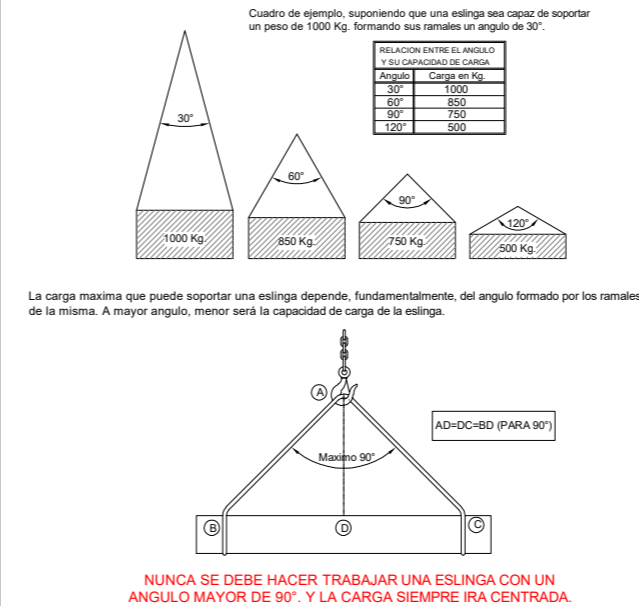 Cuadro de ejemplo, suponiendo que una eslinga sea capaz de soportar
un peso de 1000 Kg. formando sus ramales un angulo de 30°.
RELACION ENTRE EL ANGULO
Y SU CAPACIDAD DE CARGA
Angulo Carga en Kg.
30° 1000
60° 850
90° 750
120° 500
30°
60°
90°
120°
1000 Kg.
850 Kg.
750 Kg.
500 Kg.
La carga maxima que puede soportar una eslinga depende, fundamentalmente, del angulo formado por los ramales
de la misma. A mayor angulo, menor será la capacidad de carga de la eslinga.
A
AD=DC=BD (PARA 90°)
Maximo 90°
B
D
C
NUNCA SE DEBE HACER TRABAJAR UNA ESLINGA CON UN
ANGULO MAYOR DE 90°. Y LA CARGA SIEMPRE IRA CENTRADA.